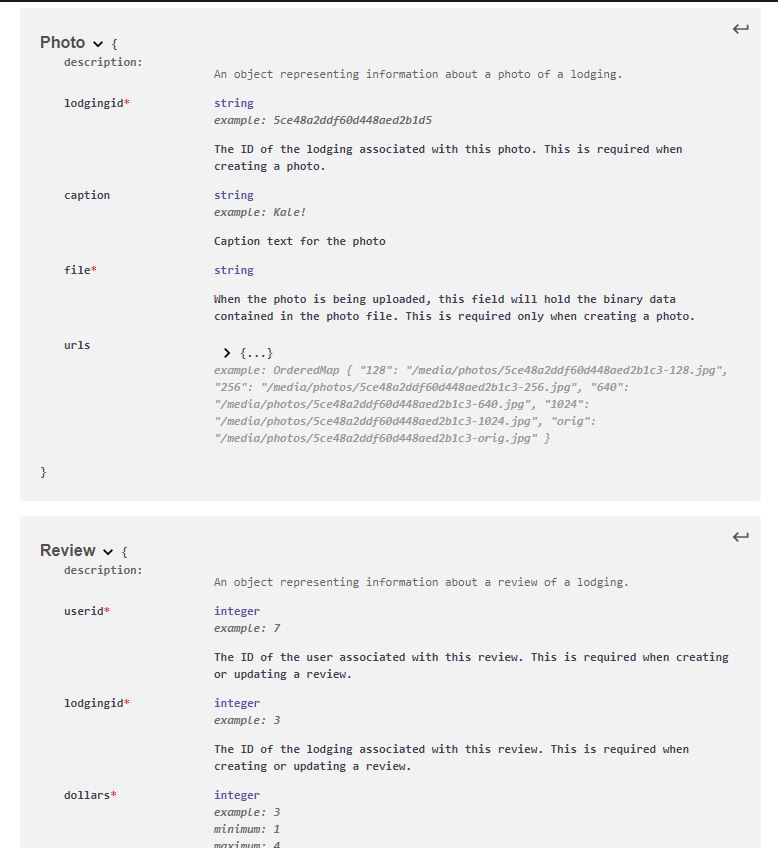 Photo {
description:
An object representing information about a photo of a lodging.
lodgingid* string
example: 5ce48a2ddf60d448aed2b1d5
The ID of the lodging associated with this photo. This is required when
creating a photo.
caption string
example: Kale!
Caption text for the photo
file* string
When the photo is being uploaded, this field will hold the binary data
contained in the photo file. This is required only when creating a photo.
urls
{...}
example: OrderedMap { "128": "/media/photos/5ce48a2ddf60d448aed2b1c3-128.jpg",
"256": "/media/photos/5ce48a2ddf60d448aed2b1c3-256.jpg", "640":
"/media/photos/5ce48a2ddf60d448aed2b1c3-640.jpg", "1024":
"/media/photos/5ce48a2ddf60d448aed2b1c3-1024.jpg", "orig":
"/media/photos/5ce48a2ddf60d448aed2b1c3-orig.jpg" }
}
Review {
description:
An object representing information about a review of a lodging.
userid* integer
example: 7
The ID of the user associated with this review. This is required when creating
or updating a review.
lodgingid* integer
example: 3
The ID of the lodging associated with this review. This is required when
creating or updating a review.
dollars* integer
example: 3
minimum: 1
maximum: 4